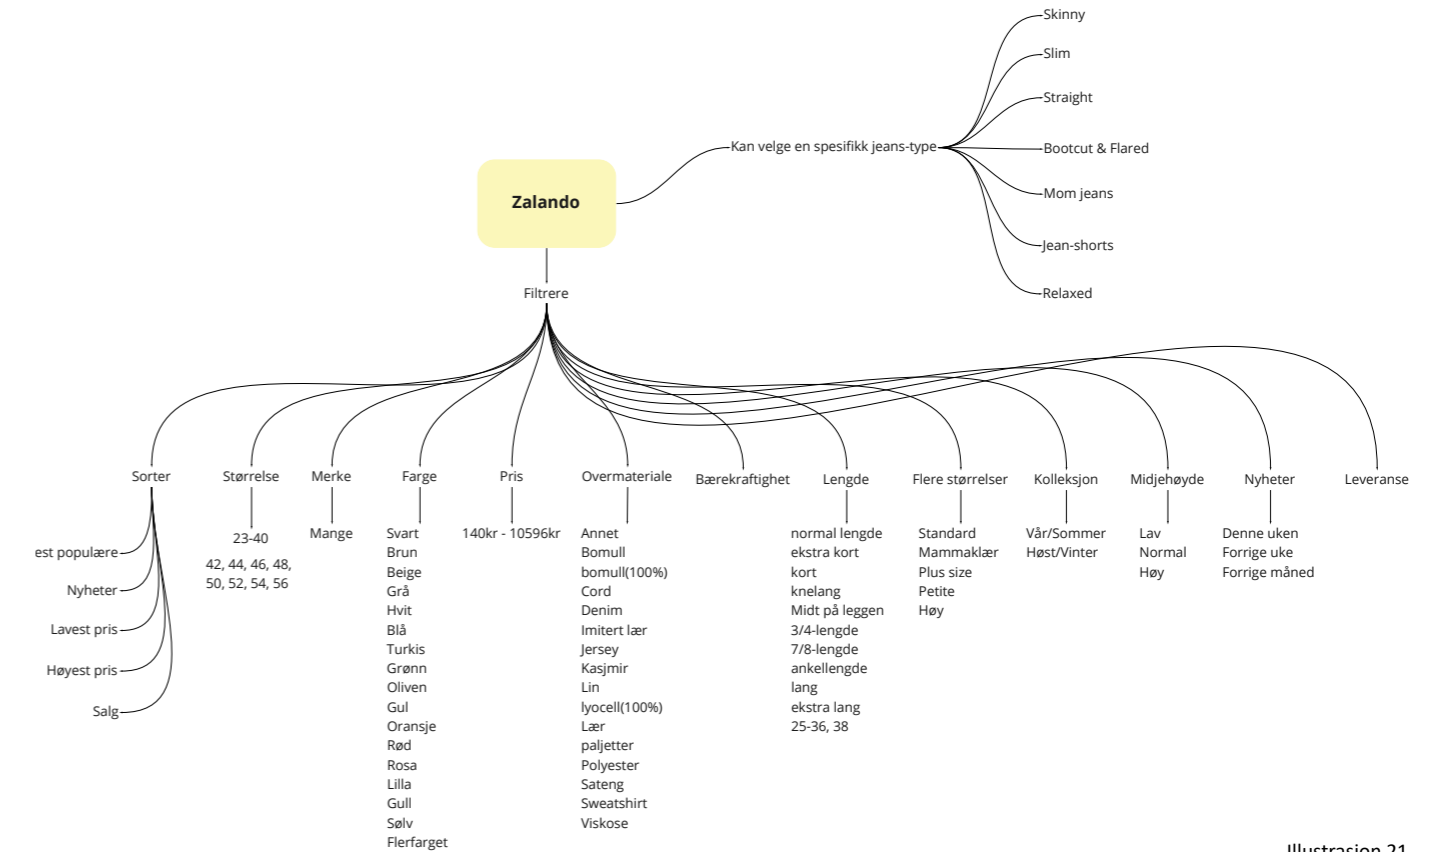 Skinny
Slim
Straight
Kan velge en spesifikk jeans-type
Bootcut & Flared
Mom jeans
Jean-shorts
Relaxed
Zalando
Filtrere
Sorter
est populære
Nyheter
Lavest pris
Høyest pris
Salg
Størrelse
23-40
42, 44, 46, 48,
50, 52, 54, 56
Merke
Mange
Farge
Svart
Brun
Beige
Grå
Hvit
Blå
Turkis
Grønn
Oliven
Gul
Oransje
Rød
Rosa
Lilla
Gull
Sølv
Flerfarget
Pris
140kr - 10596kr
Overmateriale
Annet
Bomull
bomull(100%)
Cord
Denim
Imitert lær
Jersey
Kasjmir
Lin
lyocell(100%)
Lær
paljetter
Polyester
Sateng
Sweatshirt
Viskose
Bærekraftighet
Lengde
normal lengde
ekstra kort
kort
knelang
Midt på leggen
3/4-lengde
7/8-lengde
ankellengde
lang
ekstra lang
25-36, 38
Flere størrelser
Standard
Mammaklær
Plus size
Petite
Høy
Kolleksjon
Vår/Sommer
Høst/Vinter
Midjehøyde
Lav
Normal
Høy
Nyheter
Denne uken
Forrige uke
Forrige måned
Leveranse
Illustrasjon 21